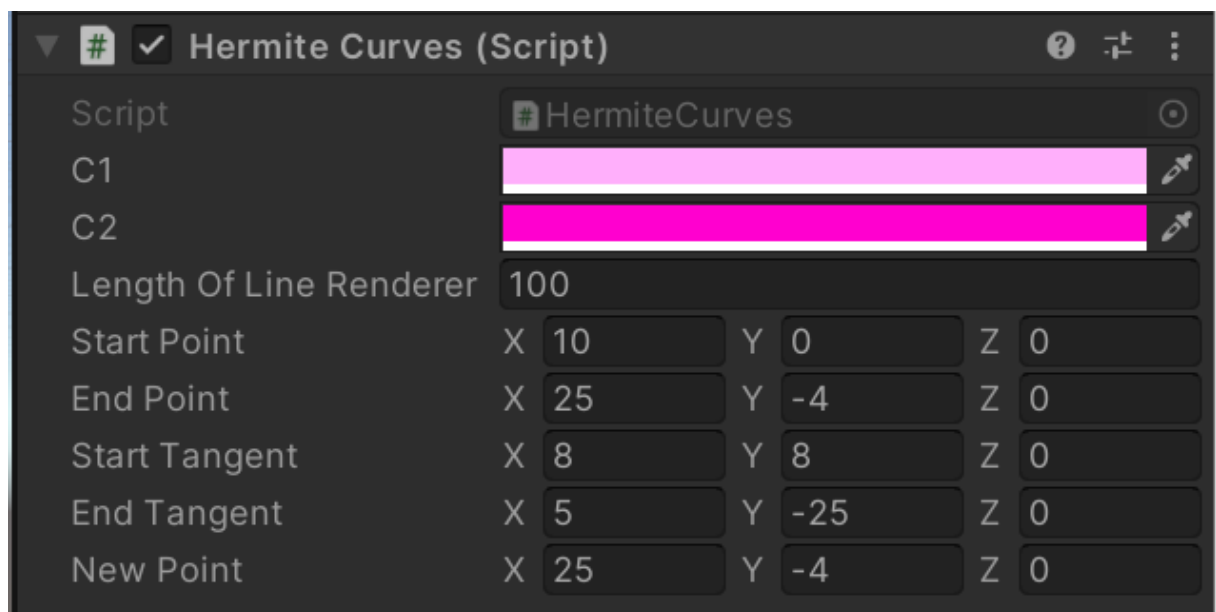 # Hermite Curves (Script) ?
Script # HermiteCurves
C1
C2
Length Of Line Renderer 100
Start Point X 10 Y 0 Z 0
End Point X 25 Y -4 Z 0
Start Tangent X 8 Y 8 Z 0
End Tangent X 5 Y -25 Z 0
New Point X 25 Y -4 Z 0